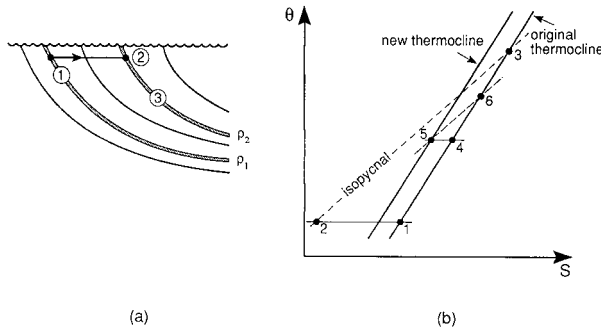 1
2
3
ρ2
ρ1
(a)
θ
new thermocline
original
thermocline
3
6
5
4
isopycnal
2
1
S
(b)